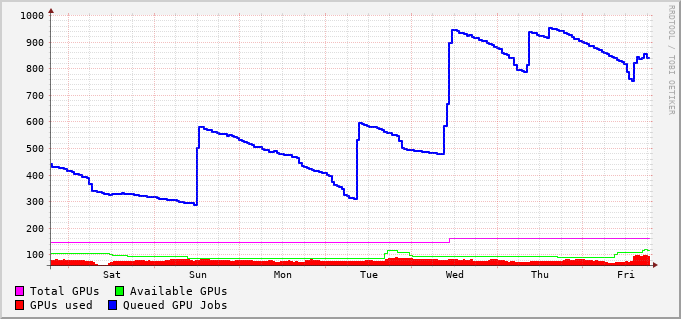 1000
900
800
700
600
500
400
300
200
100
Sat Sun Mon Tue Wed Thu Fri
Total GPUs Available GPUs
GPUs used Queued GPU Jobs
RRDTOOL / TOBI OETIKER